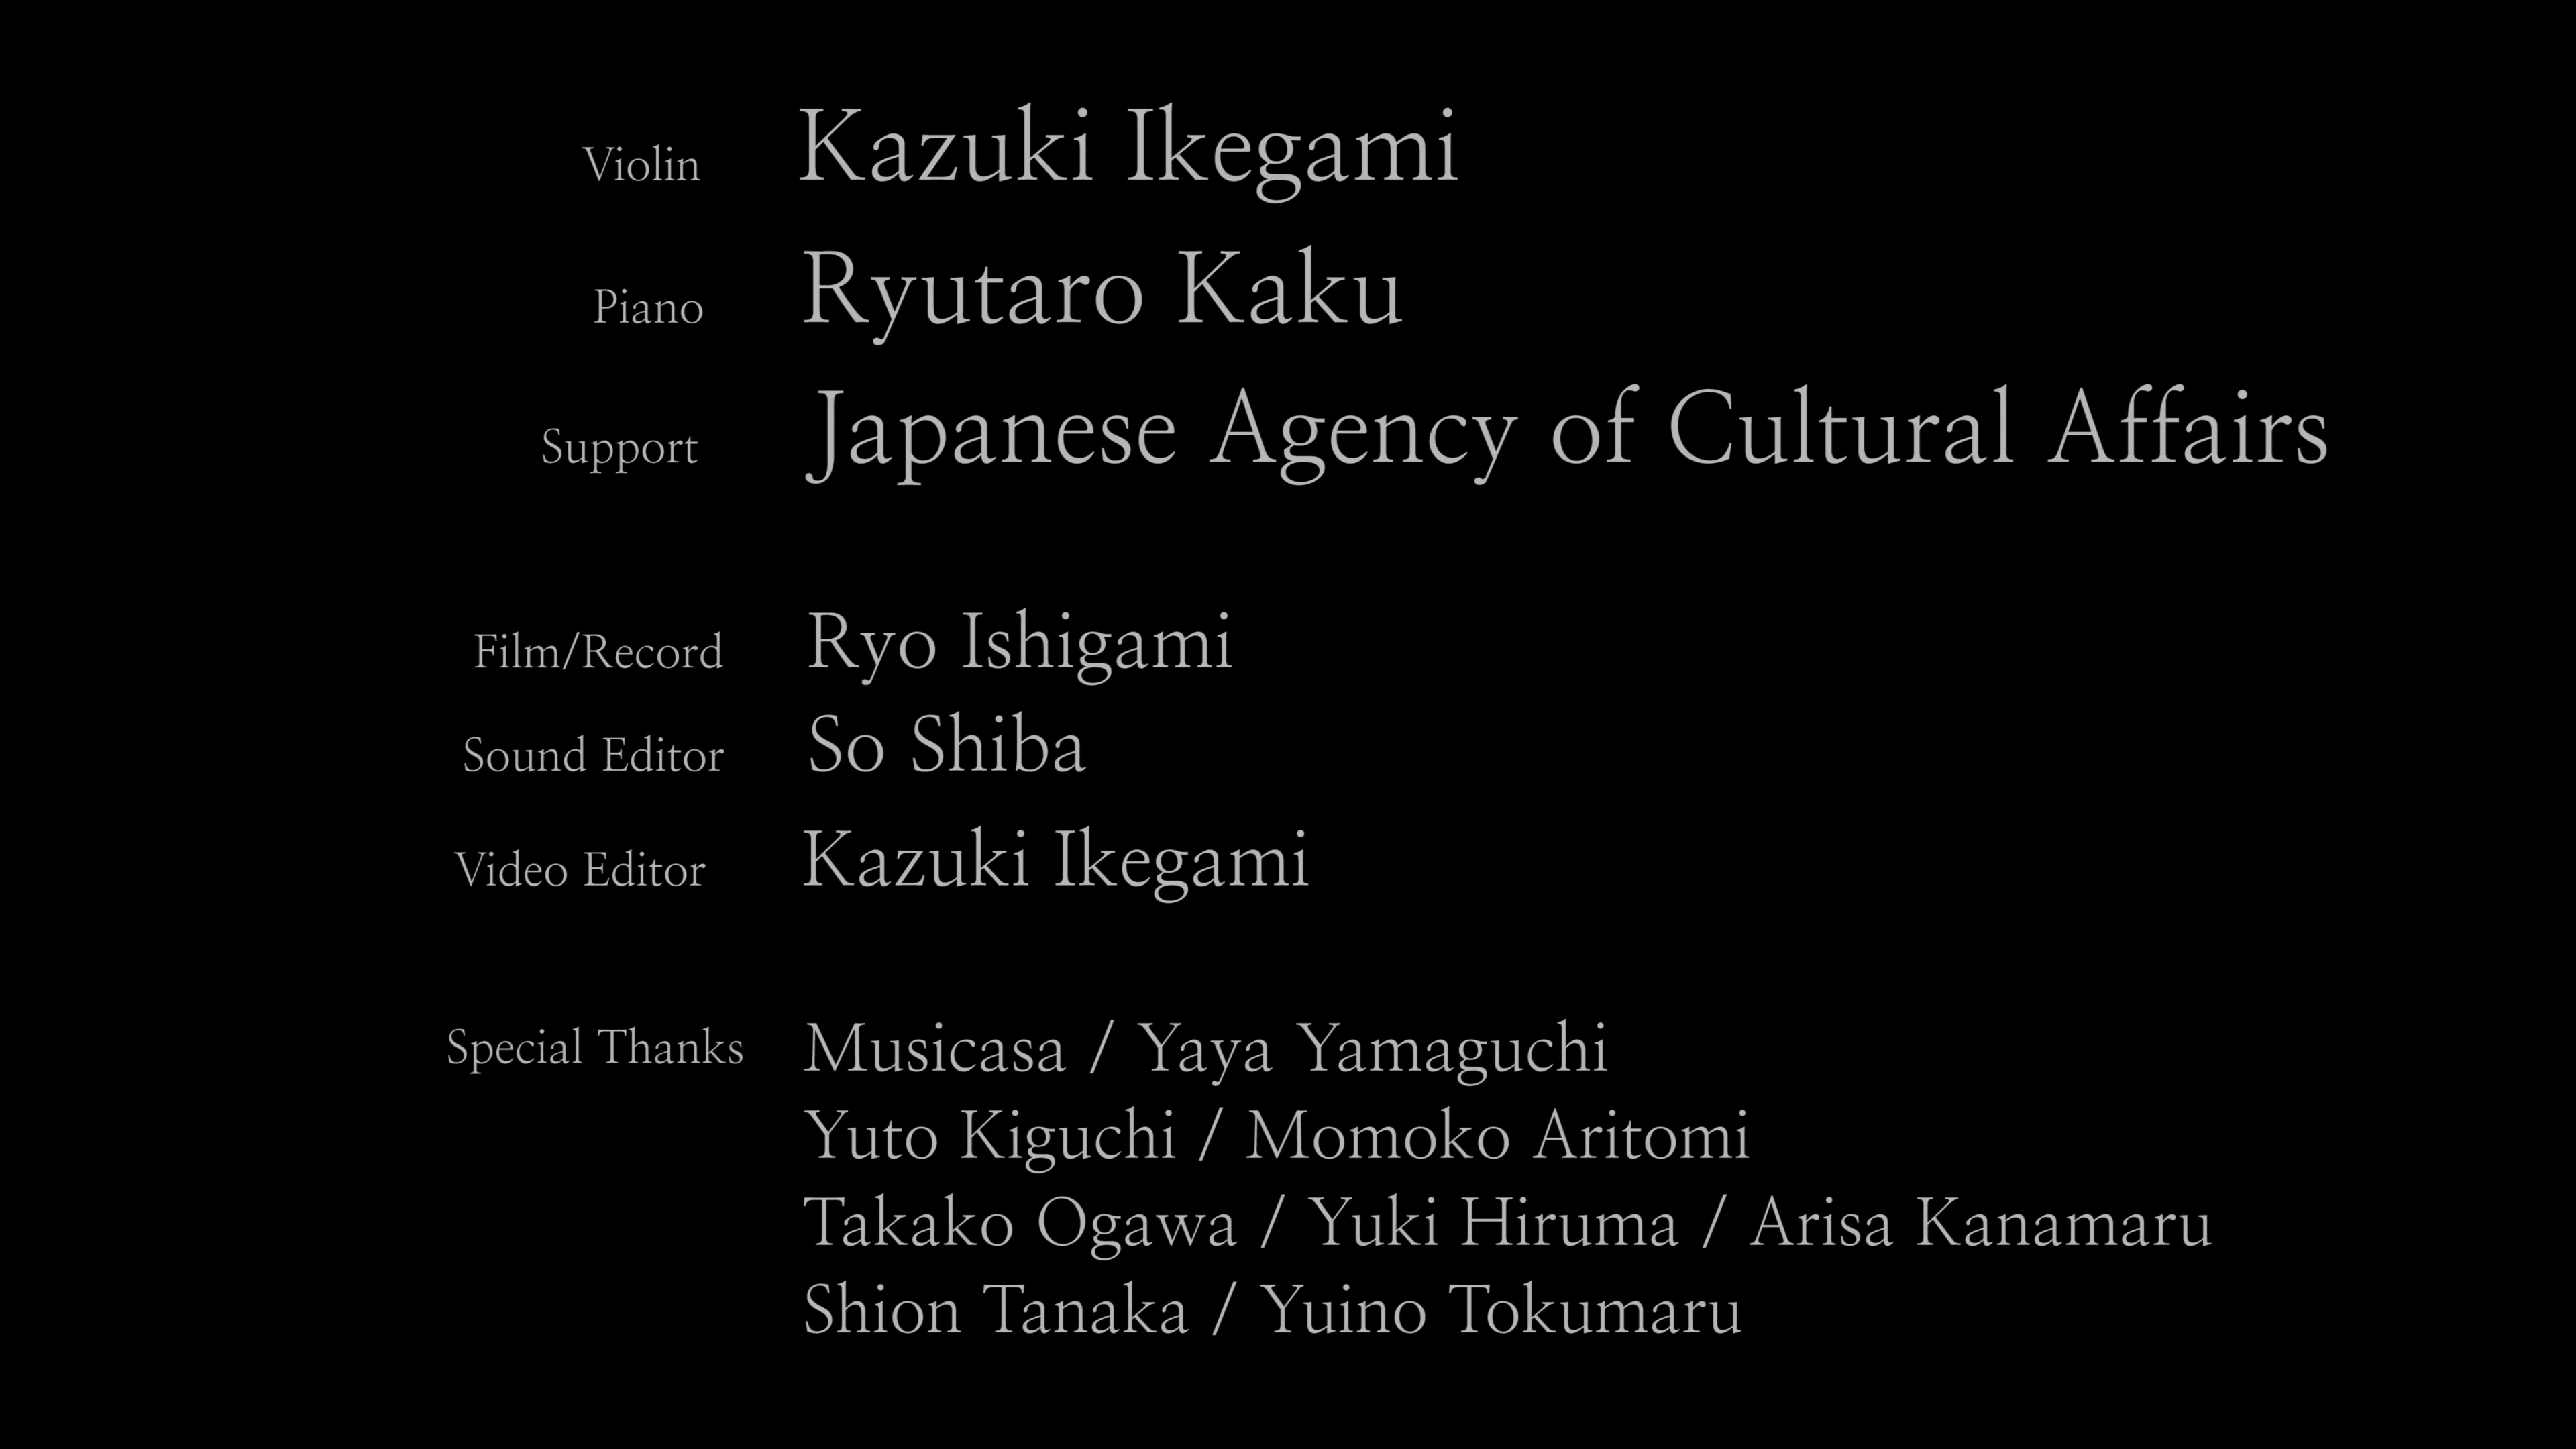 Violin Kazuki Ikegami
Piano Ryutaro Kaku
Support Japanese Agency of Cultural Affairs
Film/Record Ryo Ishigami
Sound Editor So Shiba
Video Editor Kazuki Ikegami
Special Thanks Musicasa / Yaya Yamaguchi
Yuto Kiguchi / Momoko Aritomi
Takako Ogawa / Yuki Hiruma / Arisa Kanamaru
Shion Tanaka / Yuino Tokumaru